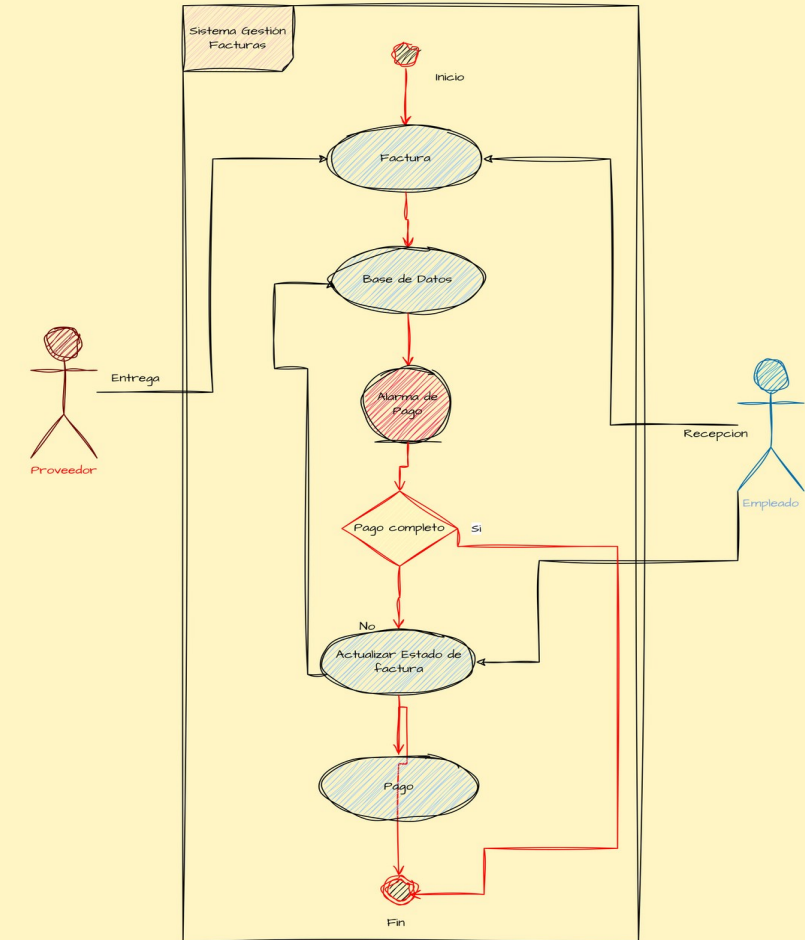 Sistema Gestión
Facturas
Inicio
Factura
Base de Datos
Entrega
Alarma de
Pago
Recepcion
Proveedor
Empleado
Pago completo
Si
No
Actualizar Estado de
factura
Pago
Fin